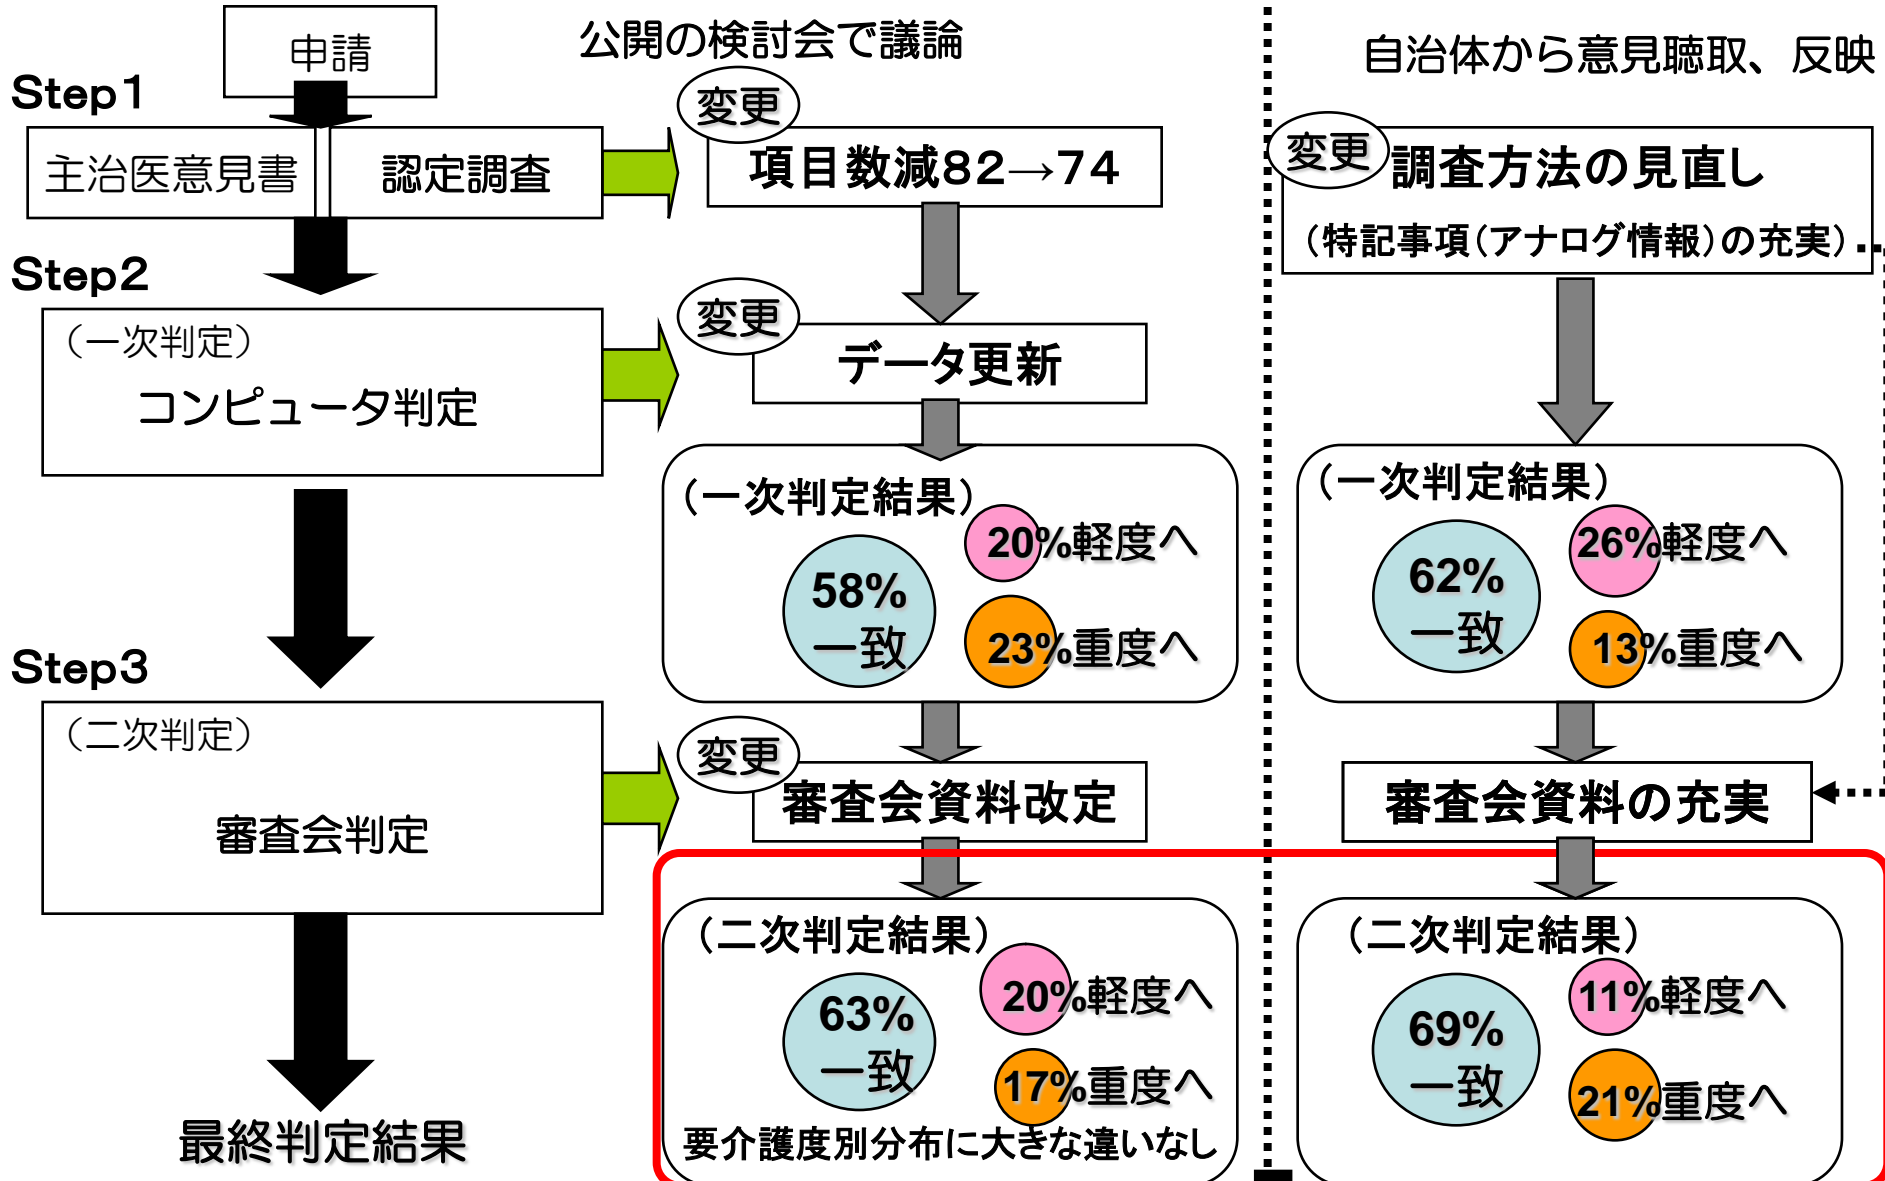 申請
Step1
主治医意見書
認定調査
Step2
（一次判定）
コンピュータ判定
Step3
（二次判定）
審査会判定
最終判定結果
公開の検討会で議論
変更
項目数減82→74
変更
データ更新
（一次判定結果）
58%
一致
20%軽度へ
23%重度へ
変更
審査会資料改定
（二次判定結果）
63%
一致
20%軽度へ
17%重度へ
要介護度別分布に大きな違いなし
自治体から意見聴取、反映
変更
調査方法の見直し
（特記事項（アナログ情報）の充実）
（一次判定結果）
62%
一致
26%軽度へ
13%重度へ
審査会資料の充実
（二次判定結果）
69%
一致
11%軽度へ
21%重度へ